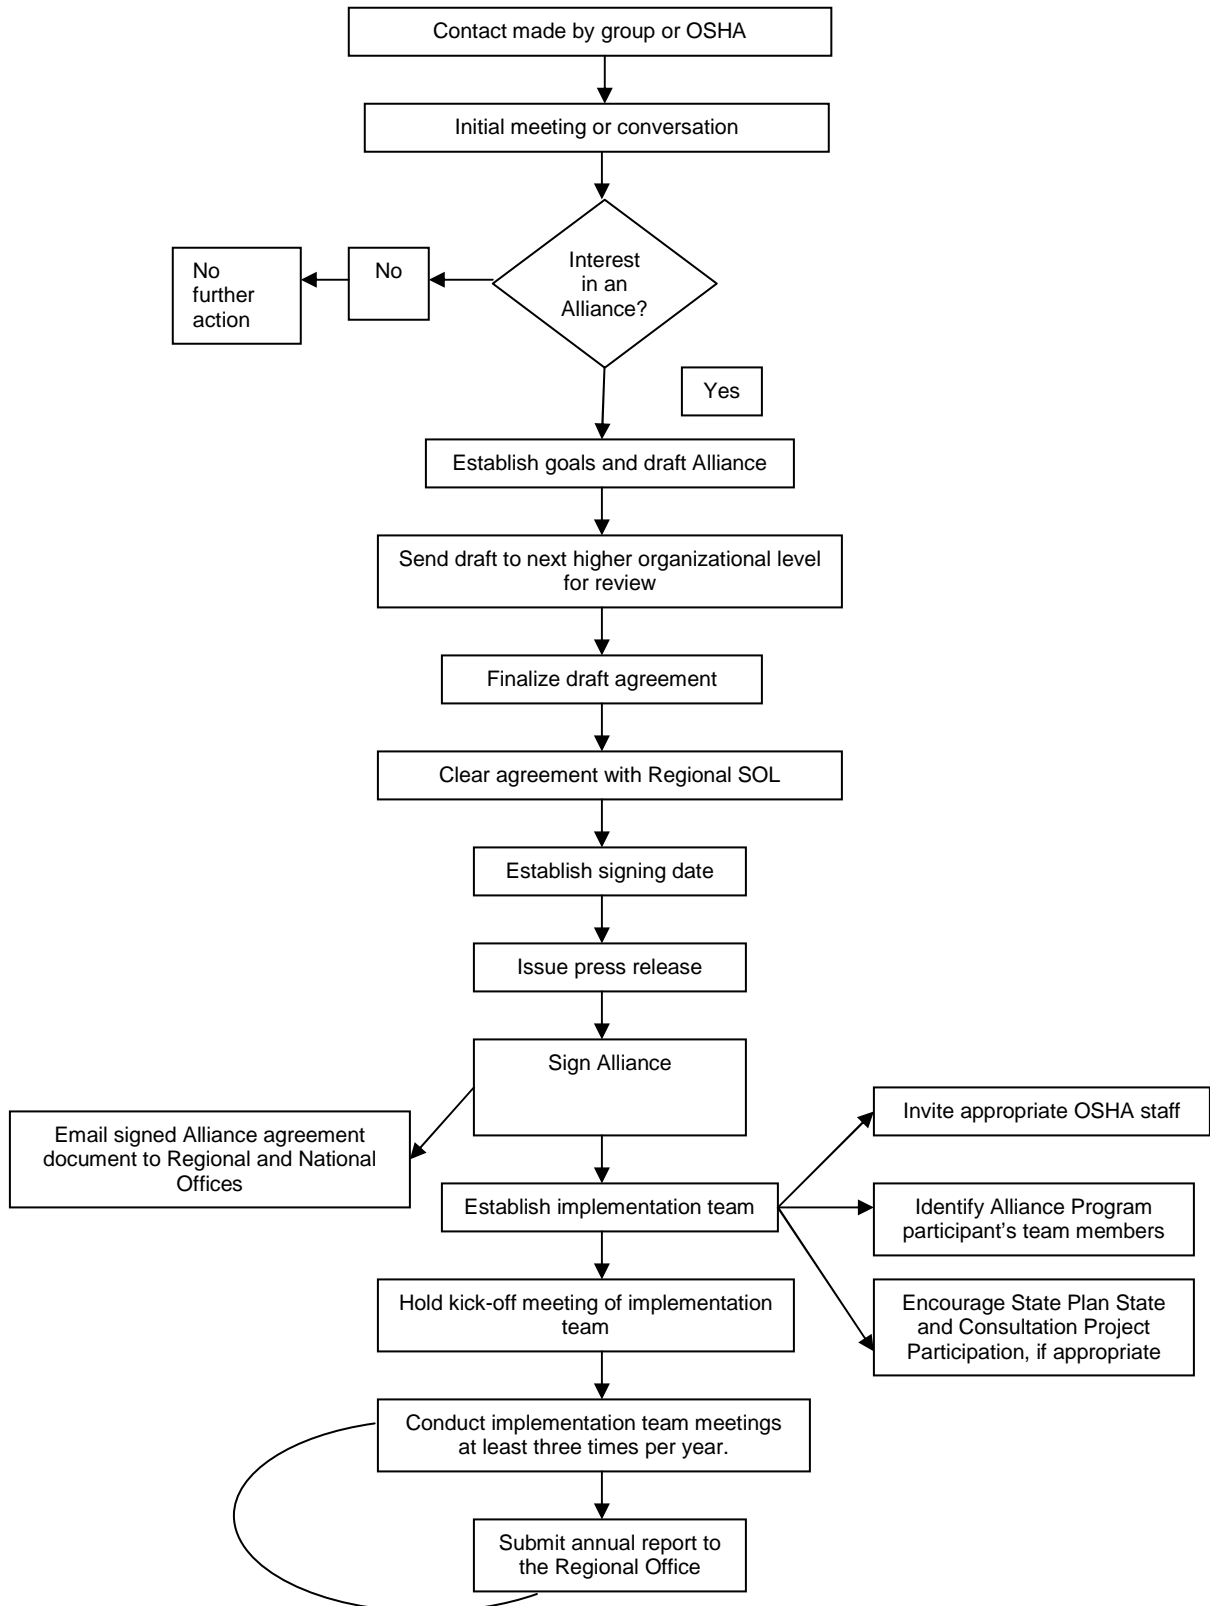 Contact made by group or OSHA
Initial meeting or conversation
Interest
in an
Alliance?
No
No
further
action
Yes
Establish goals and draft Alliance
Send draft to next higher organizational level
for review
Finalize draft agreement
Clear agreement with Regional SOL
Establish signing date
Issue press release
Sign Alliance
Email signed Alliance agreement
document to Regional and National
Offices
Establish implementation team
Invite appropriate OSHA staff
Identify Alliance Program
participant's team members
Encourage State Plan State
and Consultation Project
Participation, if appropriate
Hold kick-off meeting of implementation
team
Conduct implementation team meetings
at least three times per year.
Submit annual report to
the Regional Office